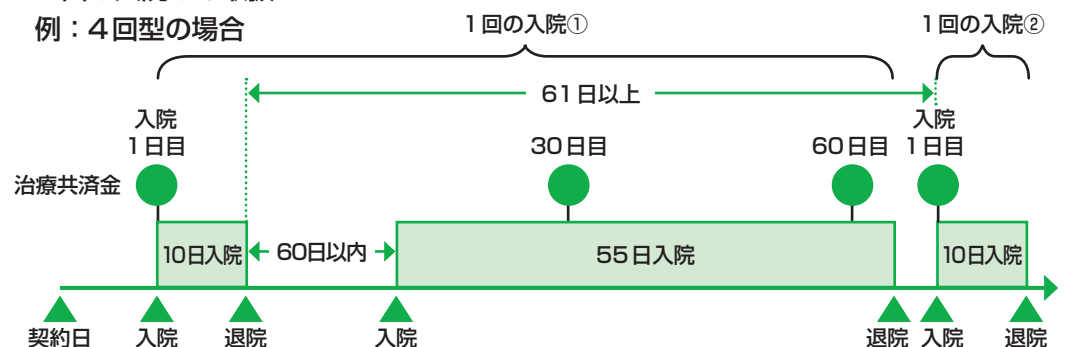 例：4回型の場合
1回の入院①
1回の入院②
61日以上
入院
1日目
30日目
60日目
入院
1日目
治療共済金
10日入院
60日以内
55日入院
10日入院
契約日
入院
退院
入院
退院
入院
退院